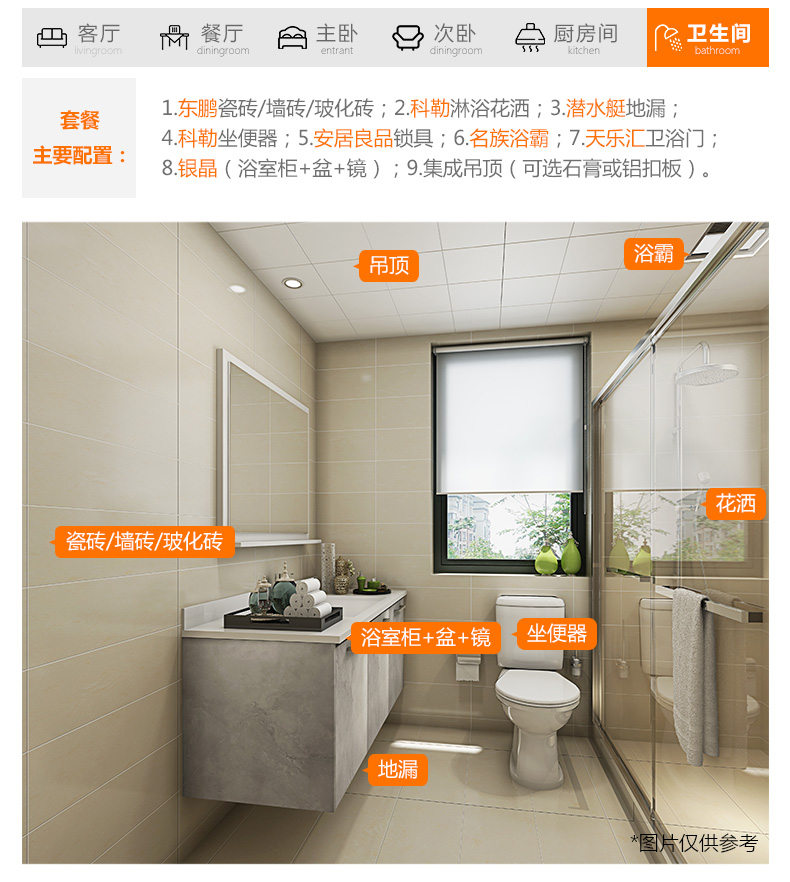 客厅 餐厅 主卧 次卧 厨房间 卫生间
livingroom diningroom entrant diningroom kitchen bathroom
套餐
主要配置：
1.东鹏瓷砖/墙砖/玻化砖；2.科勒淋浴花洒；3.潜水艇地漏；
4.科勒坐便器；5.安居良品锁具；6.名族浴霸；7.天乐汇卫浴门；
8.银晶（浴室柜+盆+镜）；9.集成吊顶（可选石膏或铝扣板）。
浴霸
吊顶
花洒
瓷砖/墙砖/玻化砖
浴室柜+盆+镜
坐便器
地漏
*图片仅供参考